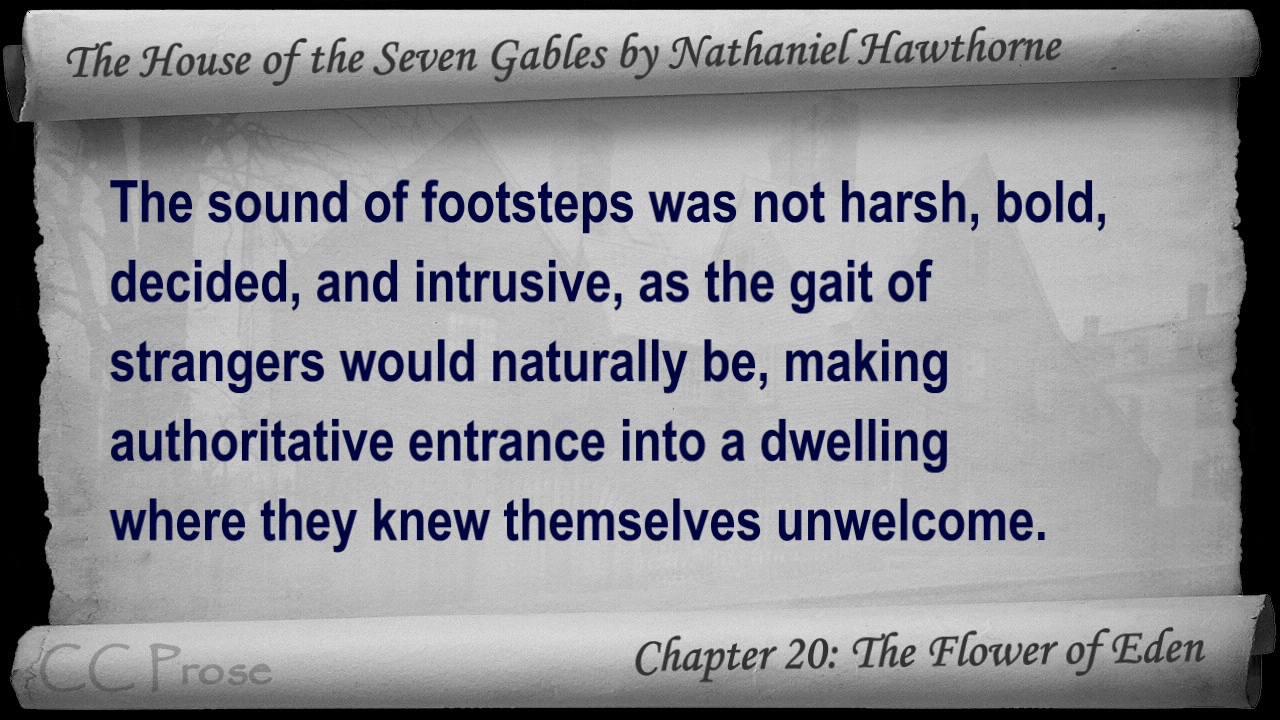 The House of the Seven Gables by Nathaniel Hawthorne
The sound of footsteps was not harsh, bold,
decided, and intrusive, as the gait of
strangers would naturally be, making
authoritative entrance into a dwelling
where they knew themselves unwelcome.
CC Prose
Chapter 20: The Flower of Eden